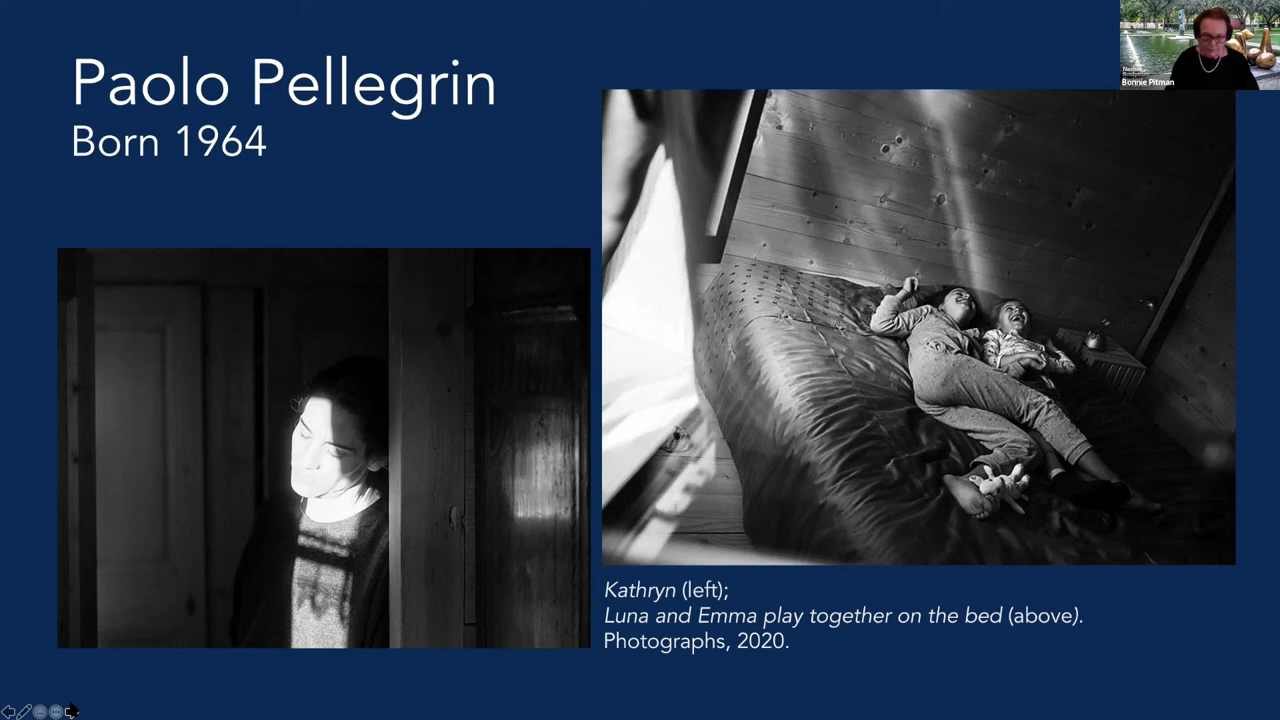 Paolo Pellegrin
Born 1964
Bonnie Pitman
Kathryn (left);
Luna and Emma play together on the bed (above).
Photographs, 2020.